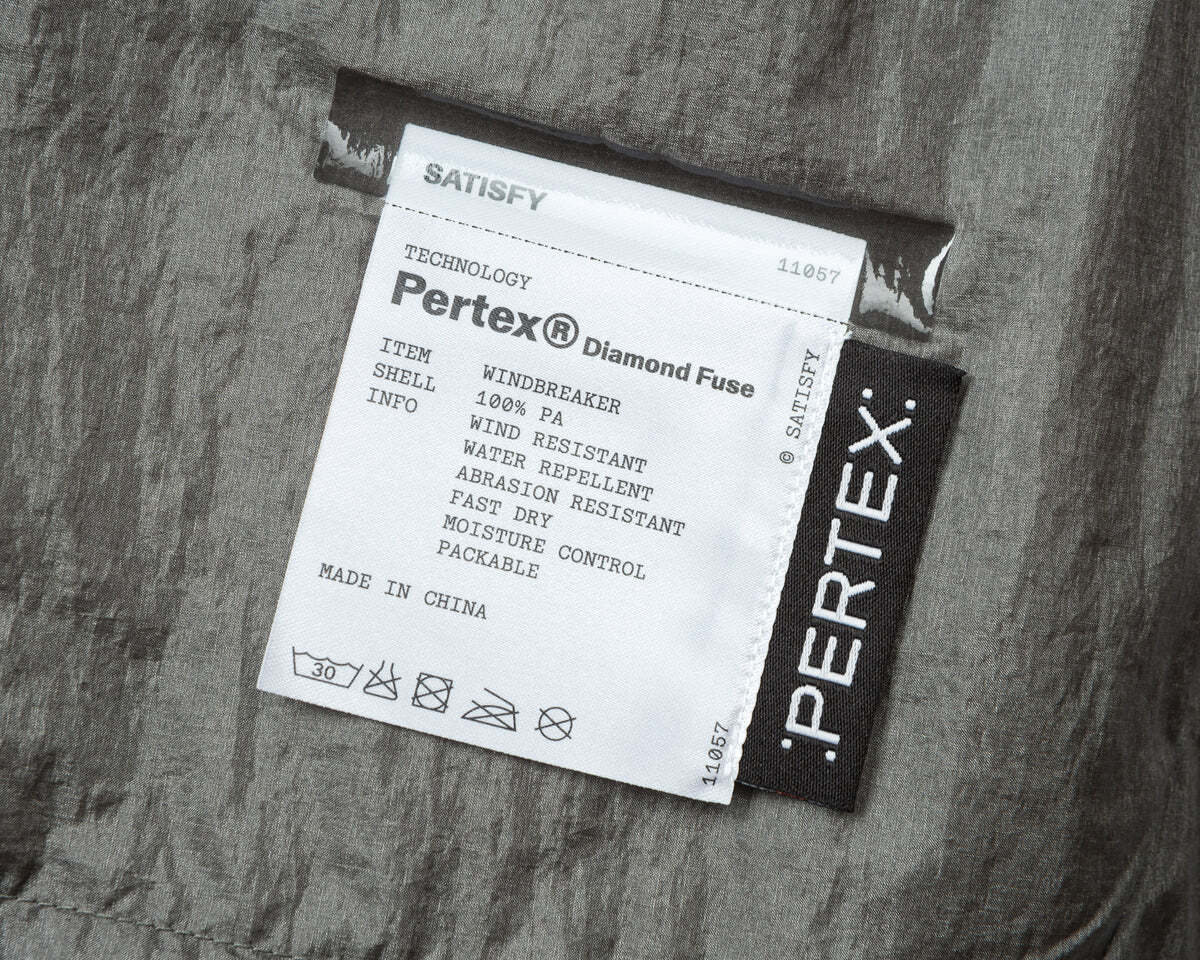 SATISFY
11057
TECHNOLOGY
Pertex® Diamond Fuse
ITEM WINDBREAKER
SHELL 100% PA
INFO WIND RESISTANT
WATER REPELLENT
ABRASION RESISTANT
FAST DRY
MOISTURE CONTROL
PACKABLE
MADE IN CHINA
30
© SATISFY
11057
PERTEX